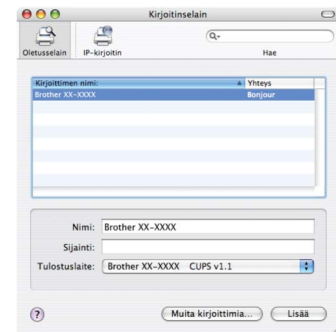 Kirjoitinselain
Oletusselain IP-kirjoitin Hae
Kirjoittimen nimi: Yhteys
Brother XX-XXXX Bonjour
Nimi: Brother XX-XXXX
Sijainti:
Tulostuslaite: Brother XX-XXXX CUPS v1.1
? Muita kirjoittimia... Lisää